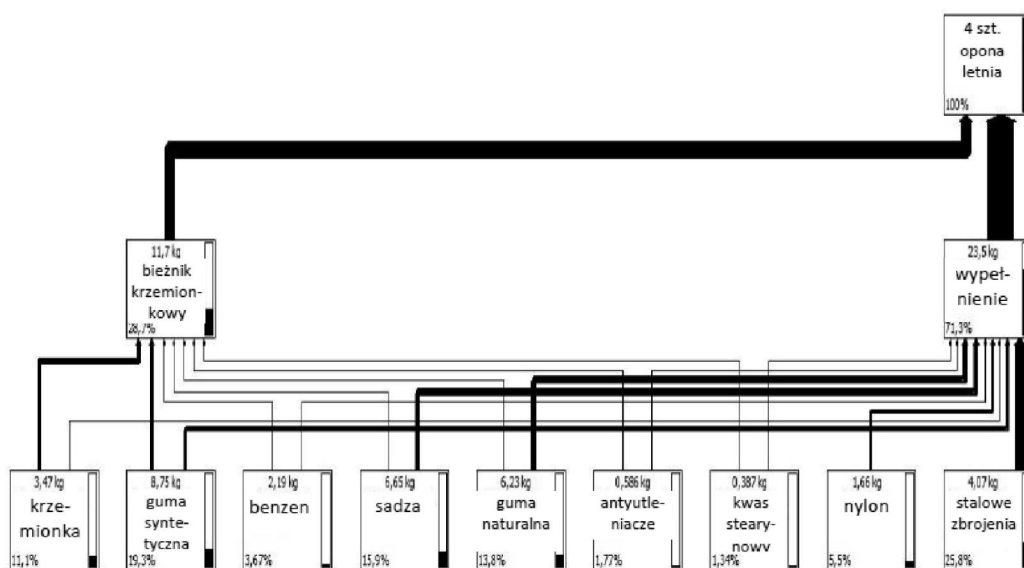 4 szt.
opona
letnia
100%
11,7 kg
bieżnik
krzemion-
kowy
28,7%
23,5 kg
wypeł-
nienie
71,3%
3,47 kg
krze-
mionka
11,1%
8,75 kg
guma
synte-
tyczna
19,3%
2,19 kg
benzen
3,67%
6,65 kg
sadza
15,9%
6,23 kg
guma
naturalna
13,8%
0,586 kg
antyutle-
niacze
1,77%
0,387 kg
kwas
steary-
nowy
1,34%
1,66 kg
nylon
5,5%
4,07 kg
stalowe
zbrojenia
25,8%